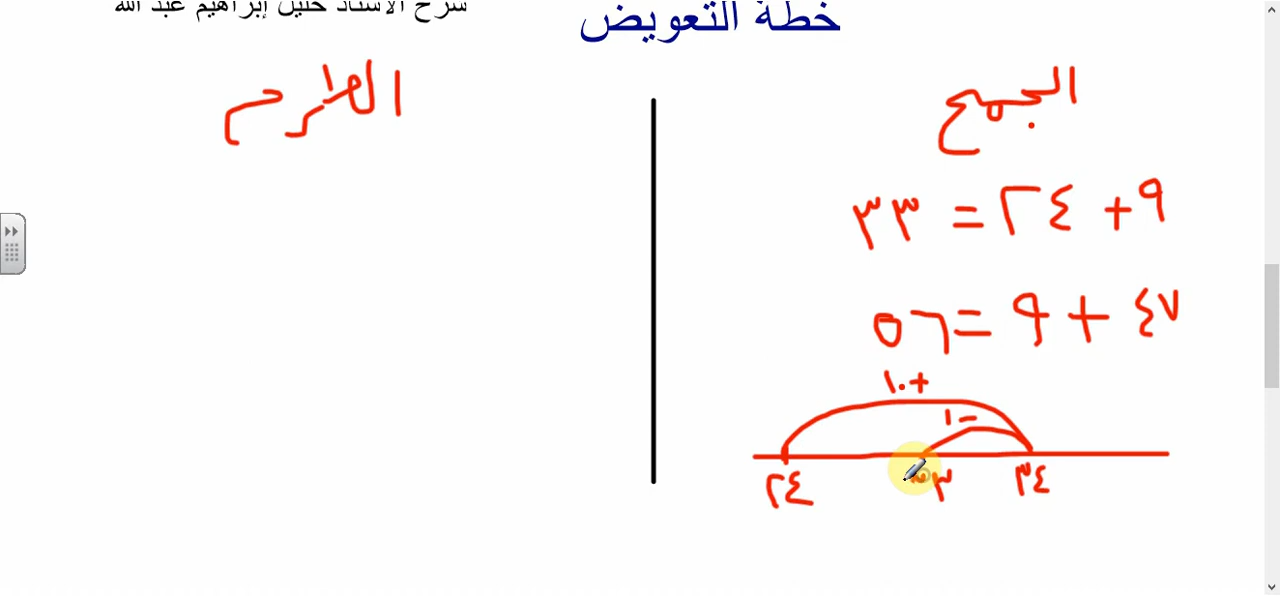 شرح الأستاذ خليل إبراهيم عبد الله
خطة التعويض
الجمع
٩ + ٢٤ = ٣٣
٤٧ + ٩ = ٥٦
+١٠
-١
٢٤ ٣٣ ٣٤
الطرح